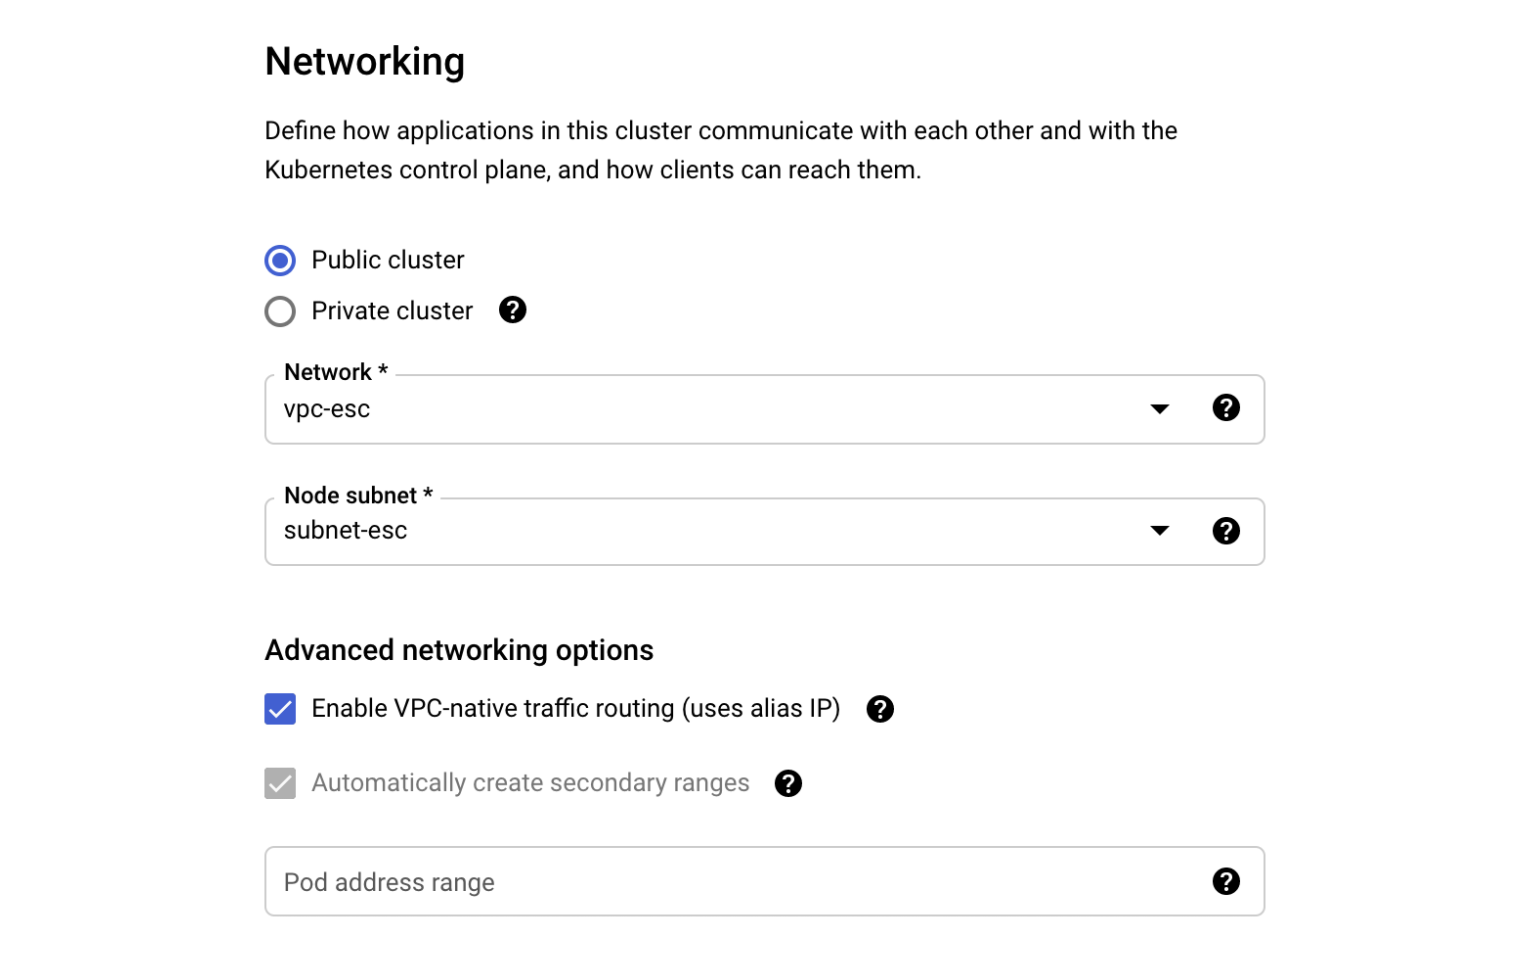 Networking
Define how applications in this cluster communicate with each other and with the
Kubernetes control plane, and how clients can reach them.
Public cluster
Private cluster ?
Network *
vpc-esc ?
Node subnet *
subnet-esc ?
Advanced networking options
Enable VPC-native traffic routing (uses alias IP) ?
Automatically create secondary ranges ?
Pod address range ?